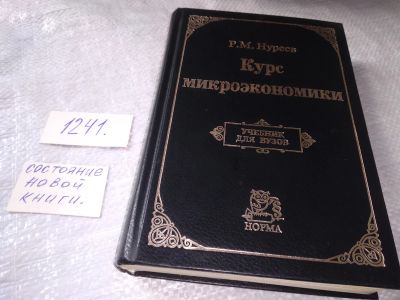 Р.М. Нуреев
Курс
микроэкономики
УЧЕБНИК
ДЛЯ ВУЗОВ
НОРМА
1241.
состояние
новой
книги.